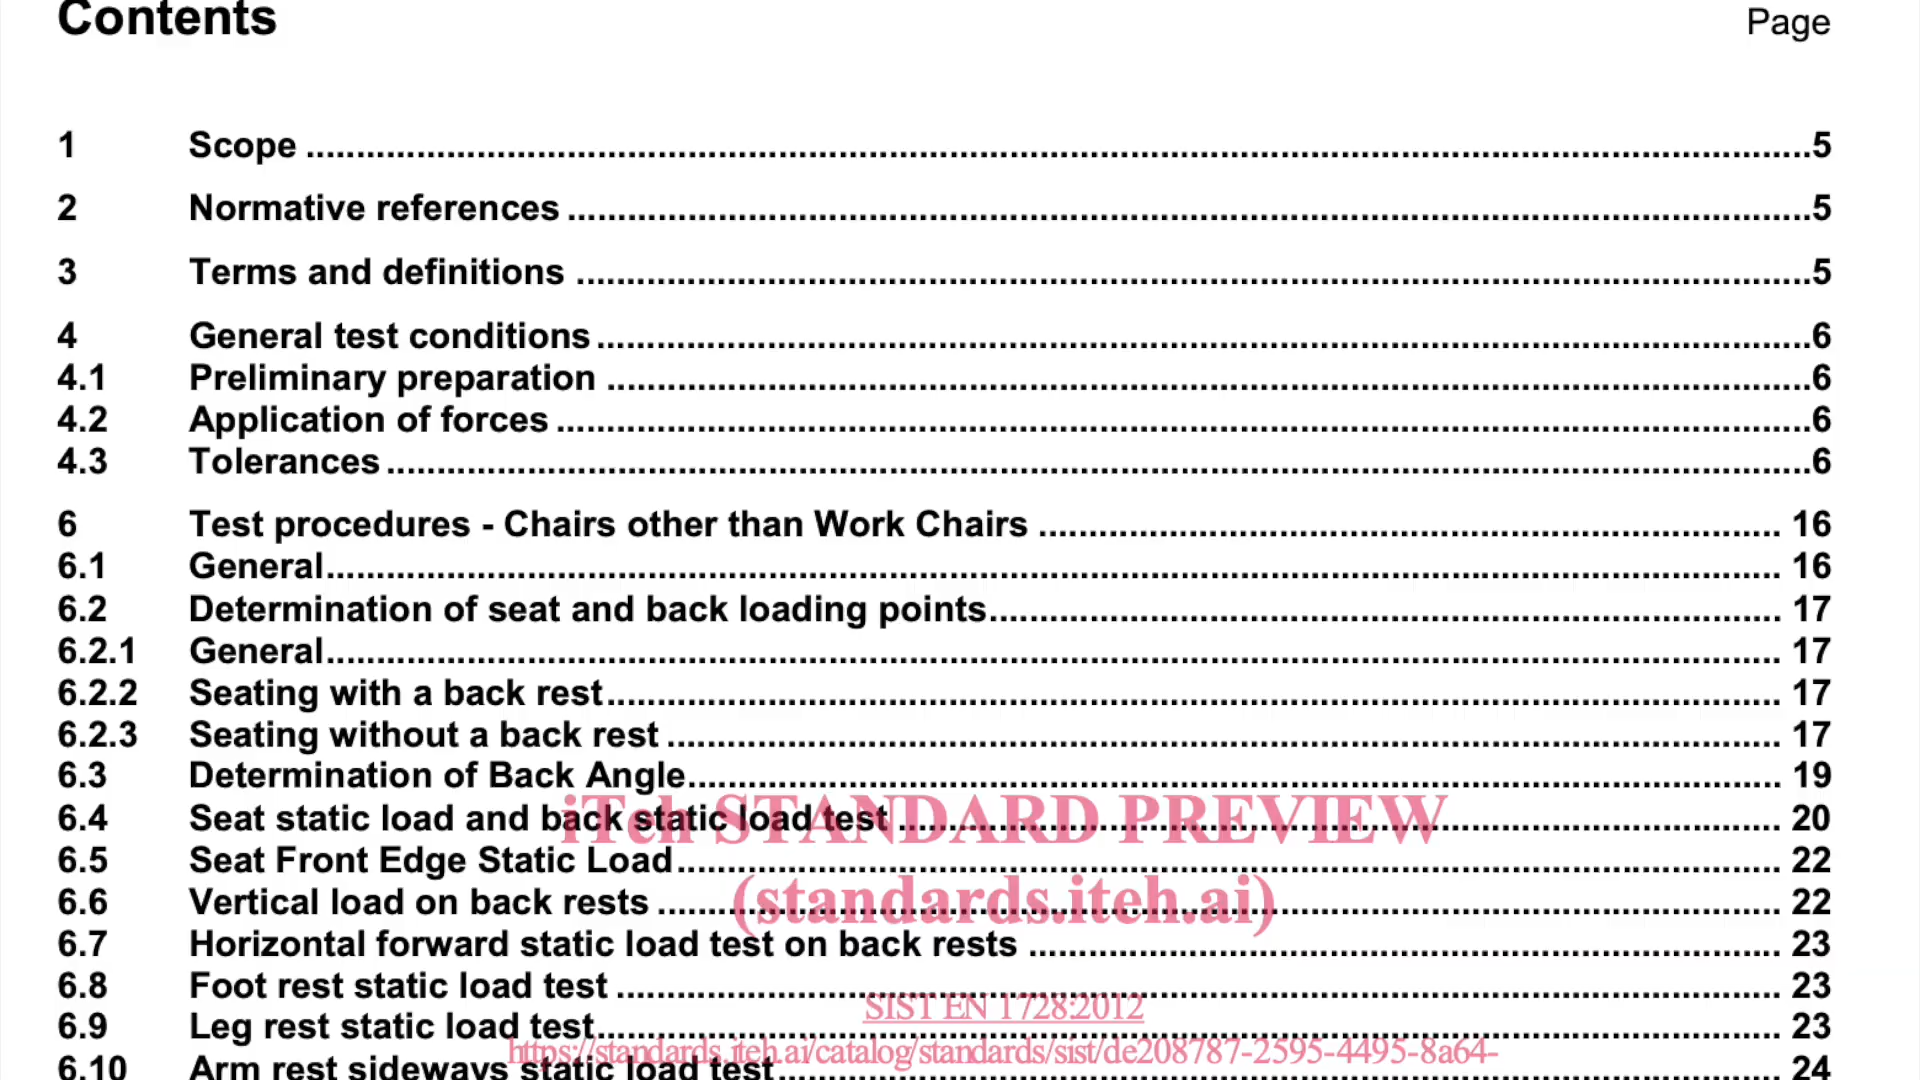 Contents Page
1 Scope ........ 5
2 Normative references ........ 5
3 Terms and definitions ........ 5
4 General test conditions ........ 6
4.1 Preliminary preparation ........ 6
4.2 Application of forces ........ 6
4.3 Tolerances ........ 6
6 Test procedures - Chairs other than Work Chairs ........ 16
6.1 General ........ 16
6.2 Determination of seat and back loading points ........ 17
6.2.1 General ........ 17
6.2.2 Seating with a back rest ........ 17
6.2.3 Seating without a back rest ........ 17
6.3 Determination of Back Angle ........ 19
iTeh STANDARD PREVIEW
6.4 Seat static load and back static load test ........ 20
6.5 Seat Front Edge Static Load ........ 22
(standards.iteh.ai)
6.6 Vertical load on back rests ........ 22
6.7 Horizontal forward static load test on back rests ........ 23
6.8 Foot rest static load test ........ 23
SIST EN 1728:2012
6.9 Leg rest static load test ........ 23
https://standards.iteh.ai/catalog/standards/sist/de208787-2595-4495-8a64-
6.10 Arm rest sideways static load test ........ 24